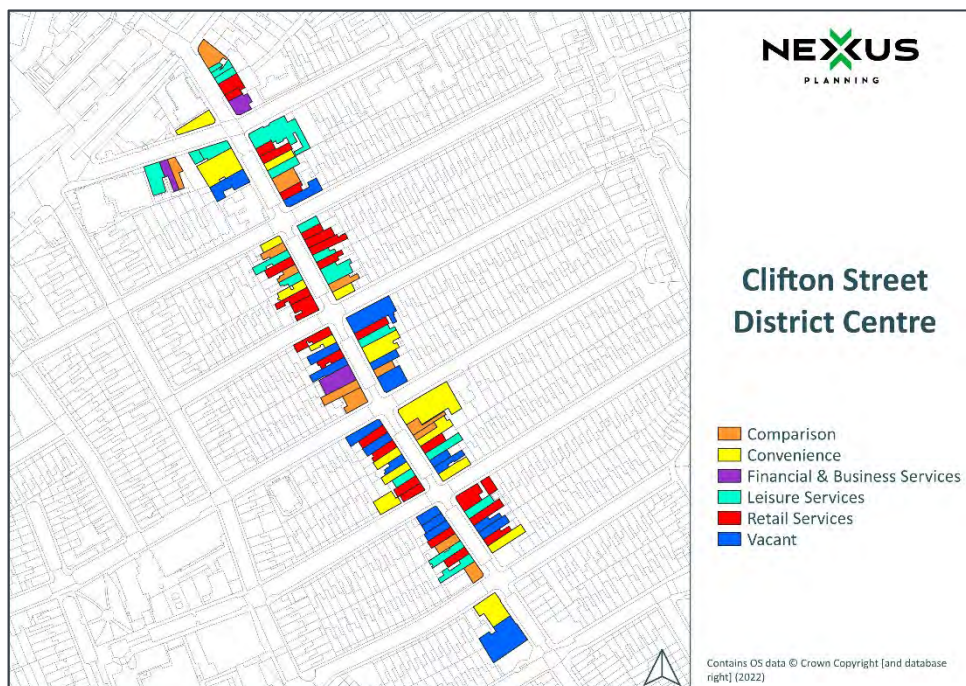 NEXUS
PLANNING
Clifton Street
District Centre
Comparison
Convenience
Financial & Business Services
Leisure Services
Retail Services
Vacant
Contains OS data © Crown Copyright [and database
right] (2022)